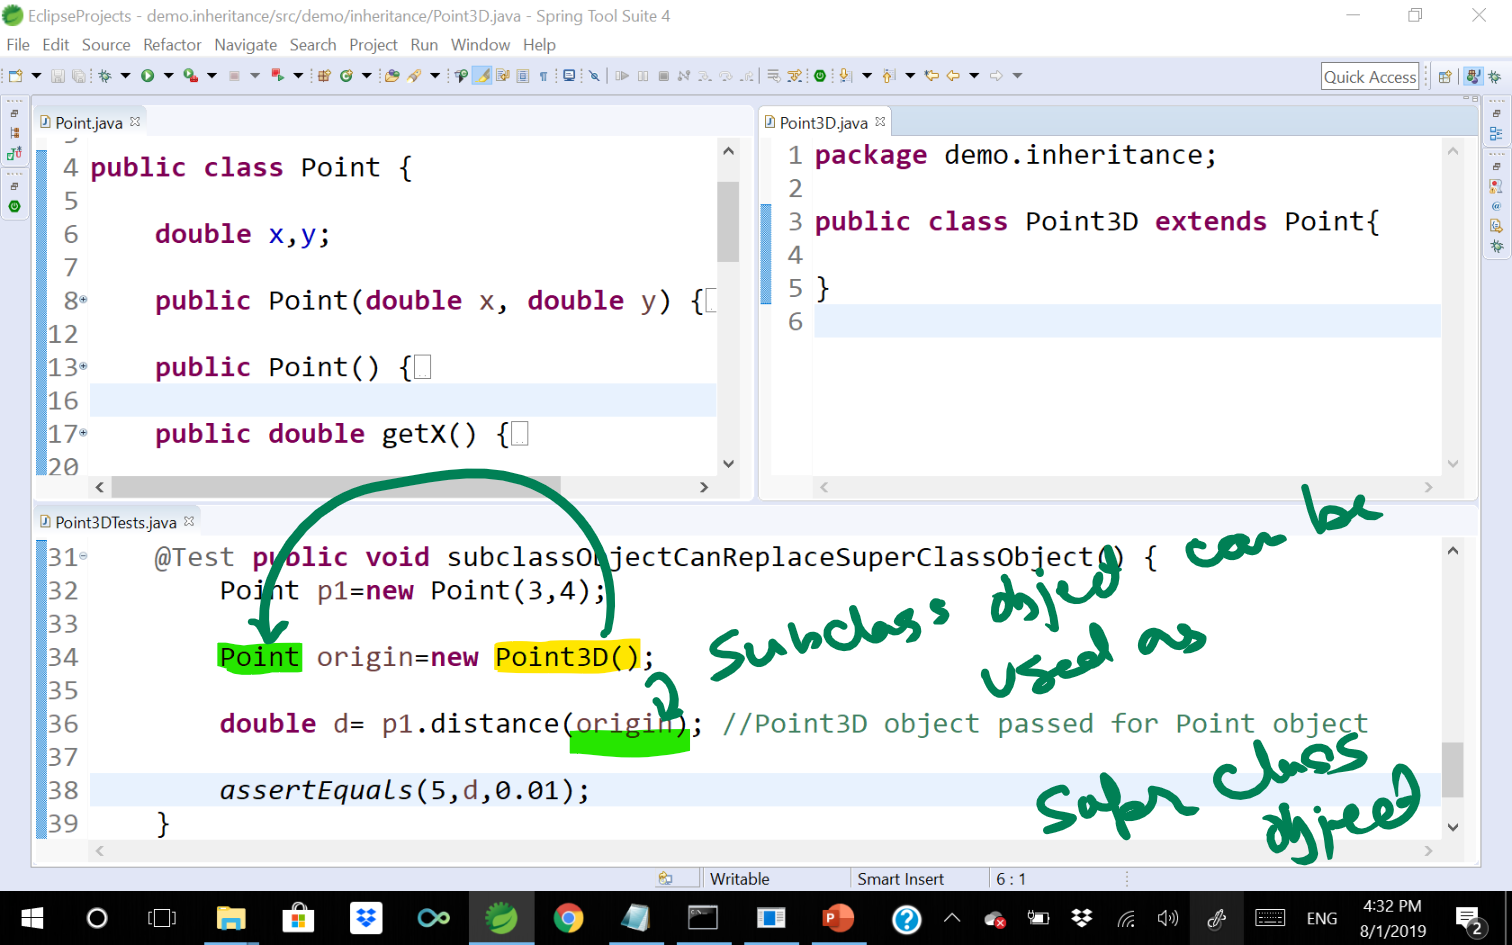 EclipseProjects - demo.inheritance/src/demo/inheritance/Point3D.java - Spring Tool Suite 4
File Edit Source Refactor Navigate Search Project Run Window Help
Quick Access
Point.java
4 public class Point {
5
6 double x,y;
7
8 public Point(double x, double y) {
12
13 public Point() {
16
17 public double getX() {
20
Point3D.java
1 package demo.inheritance;
2
3 public class Point3D extends Point{
4
5 }
6
Point3DTests.java
31 @Test public void subclassObjectCanReplaceSuperClassObject() {
32 Point p1=new Point(3,4);
33
34 Point origin=new Point3D();
35
36 double d= p1.distance(origin); //Point3D object passed for Point object
37
38 assertEquals(5,d,0.01);
39 }
Subclass object can be
used as
Super class
object
Writable Smart Insert 6 : 1
ENG 4:32 PM
8/1/2019
2